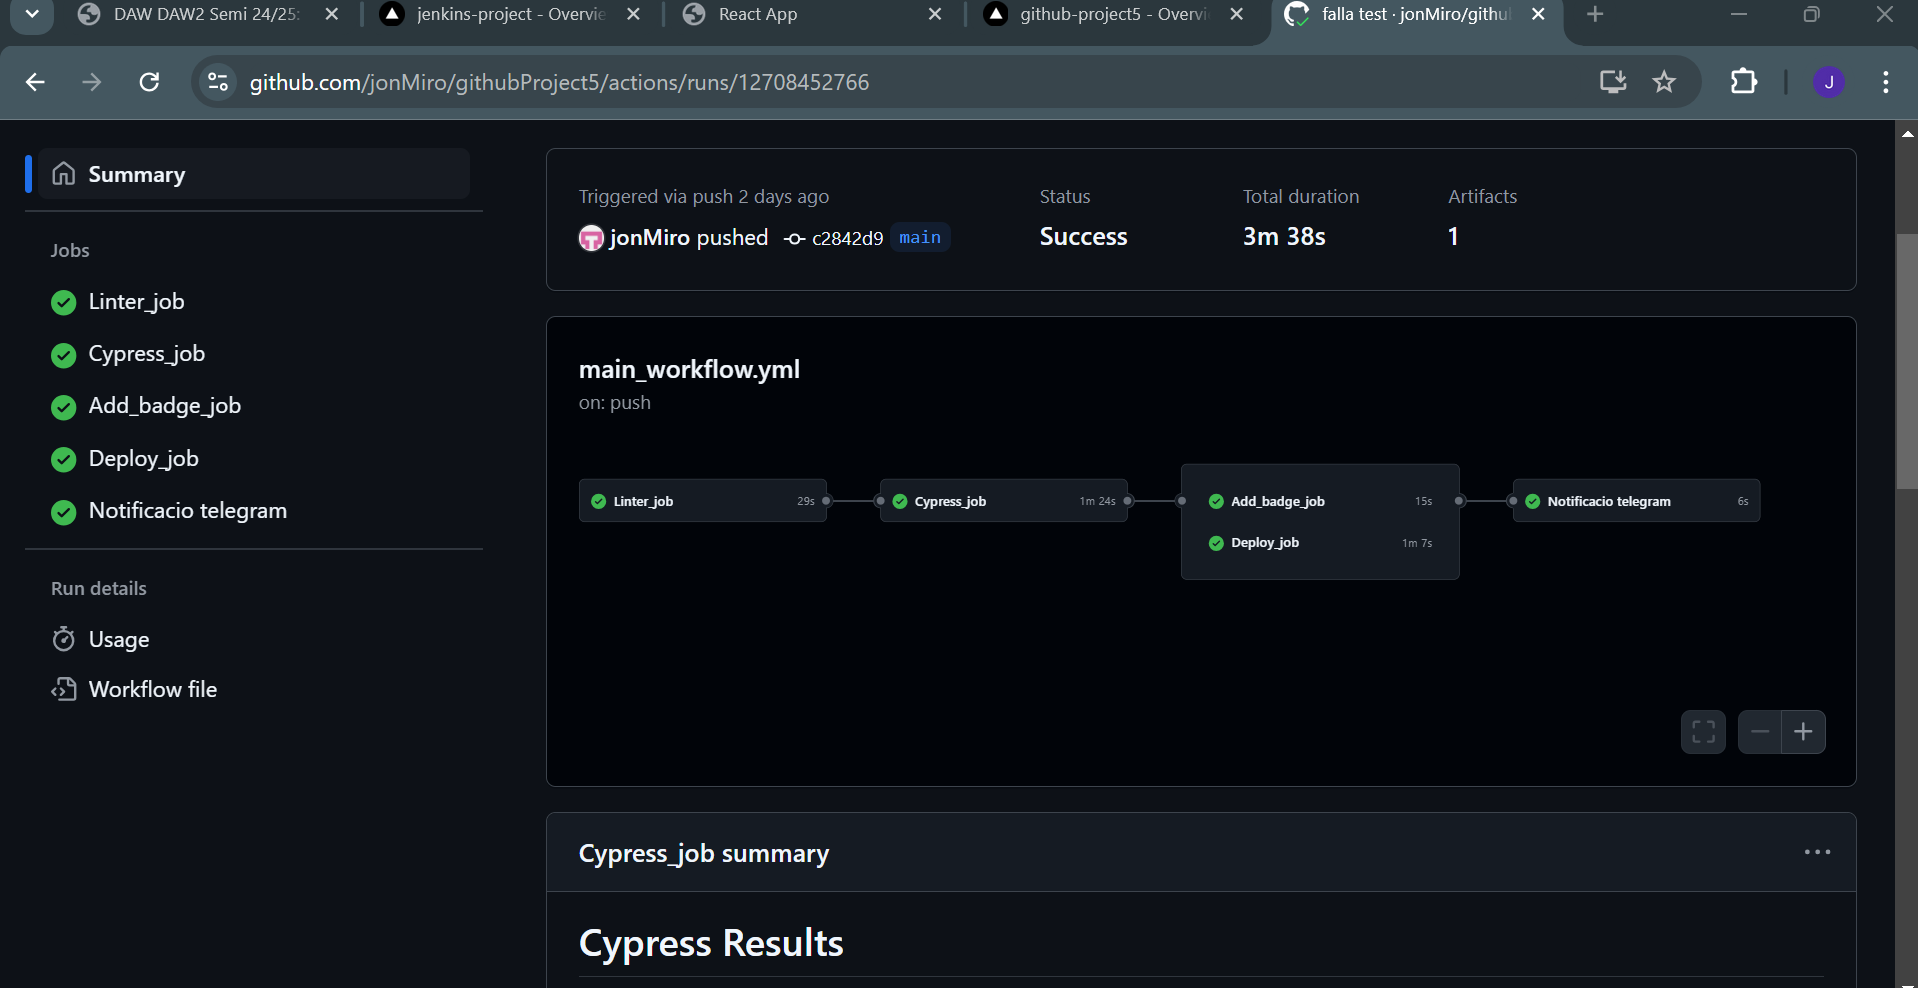 DAW DAW2 Semi 24/25:
jenkins-project - Overvie
React App
github-project5 - Overvi
falla test · jonMiro/githu
github.com/jonMiro/githubProject5/actions/runs/12708452766
J
Summary
Jobs
Linter_job
Cypress_job
Add_badge_job
Deploy_job
Notificacio telegram
Run details
Usage
Workflow file
Triggered via push 2 days ago
jonMiro pushed c2842d9 main
Status
Success
Total duration
3m 38s
Artifacts
1
main_workflow.yml
on: push
Linter_job 29s
Cypress_job 1m 24s
Add_badge_job 15s
Deploy_job 1m 7s
Notificacio telegram 6s
Cypress_job summary
Cypress Results